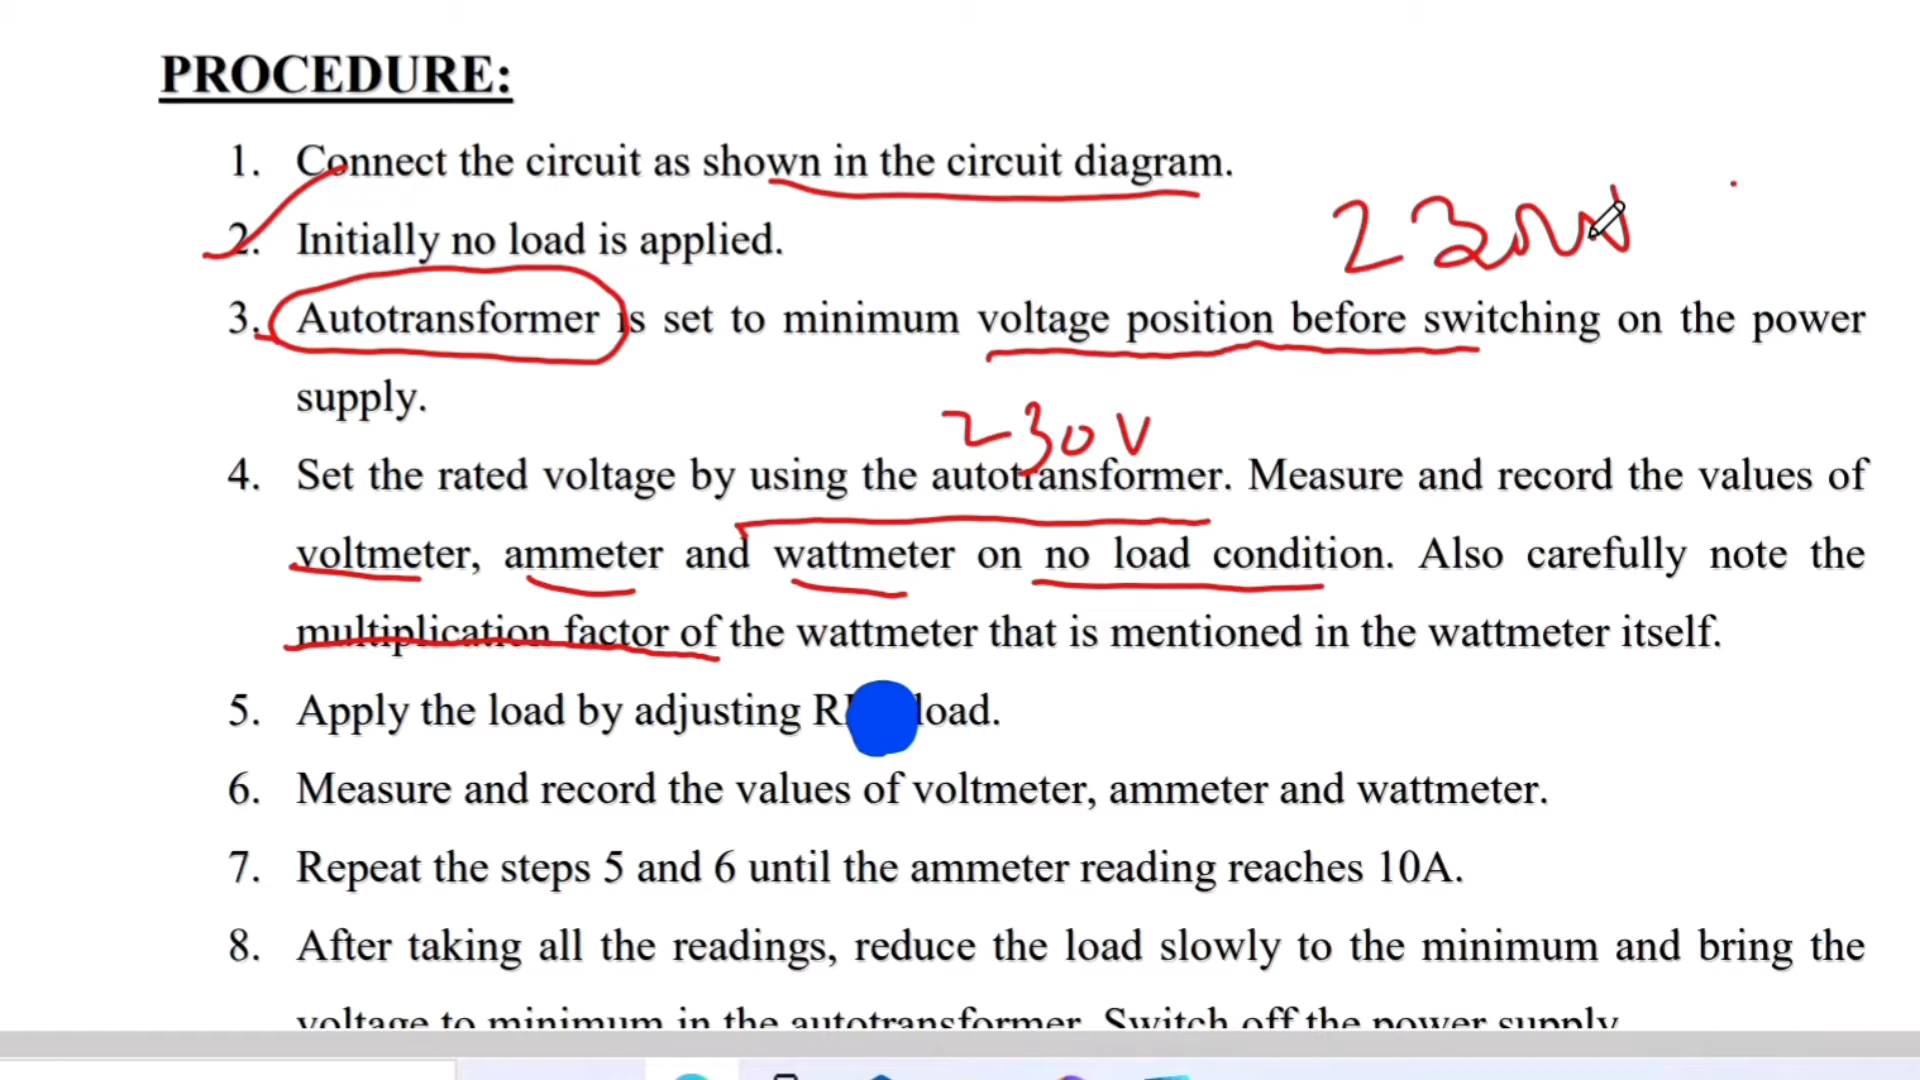 PROCEDURE:
1. Connect the circuit as shown in the circuit diagram.
2. Initially no load is applied.
230V
3. Autotransformer is set to minimum voltage position before switching on the power
supply.
230V
4. Set the rated voltage by using the autotransformer. Measure and record the values of
voltmeter, ammeter and wattmeter on no load condition. Also carefully note the
multiplication factor of the wattmeter that is mentioned in the wattmeter itself.
5. Apply the load by adjusting load.
6. Measure and record the values of voltmeter, ammeter and wattmeter.
7. Repeat the steps 5 and 6 until the ammeter reading reaches 10A.
8. After taking all the readings, reduce the load slowly to the minimum and bring the
voltage to minimum in the autotransformer. Switch off the power supply.